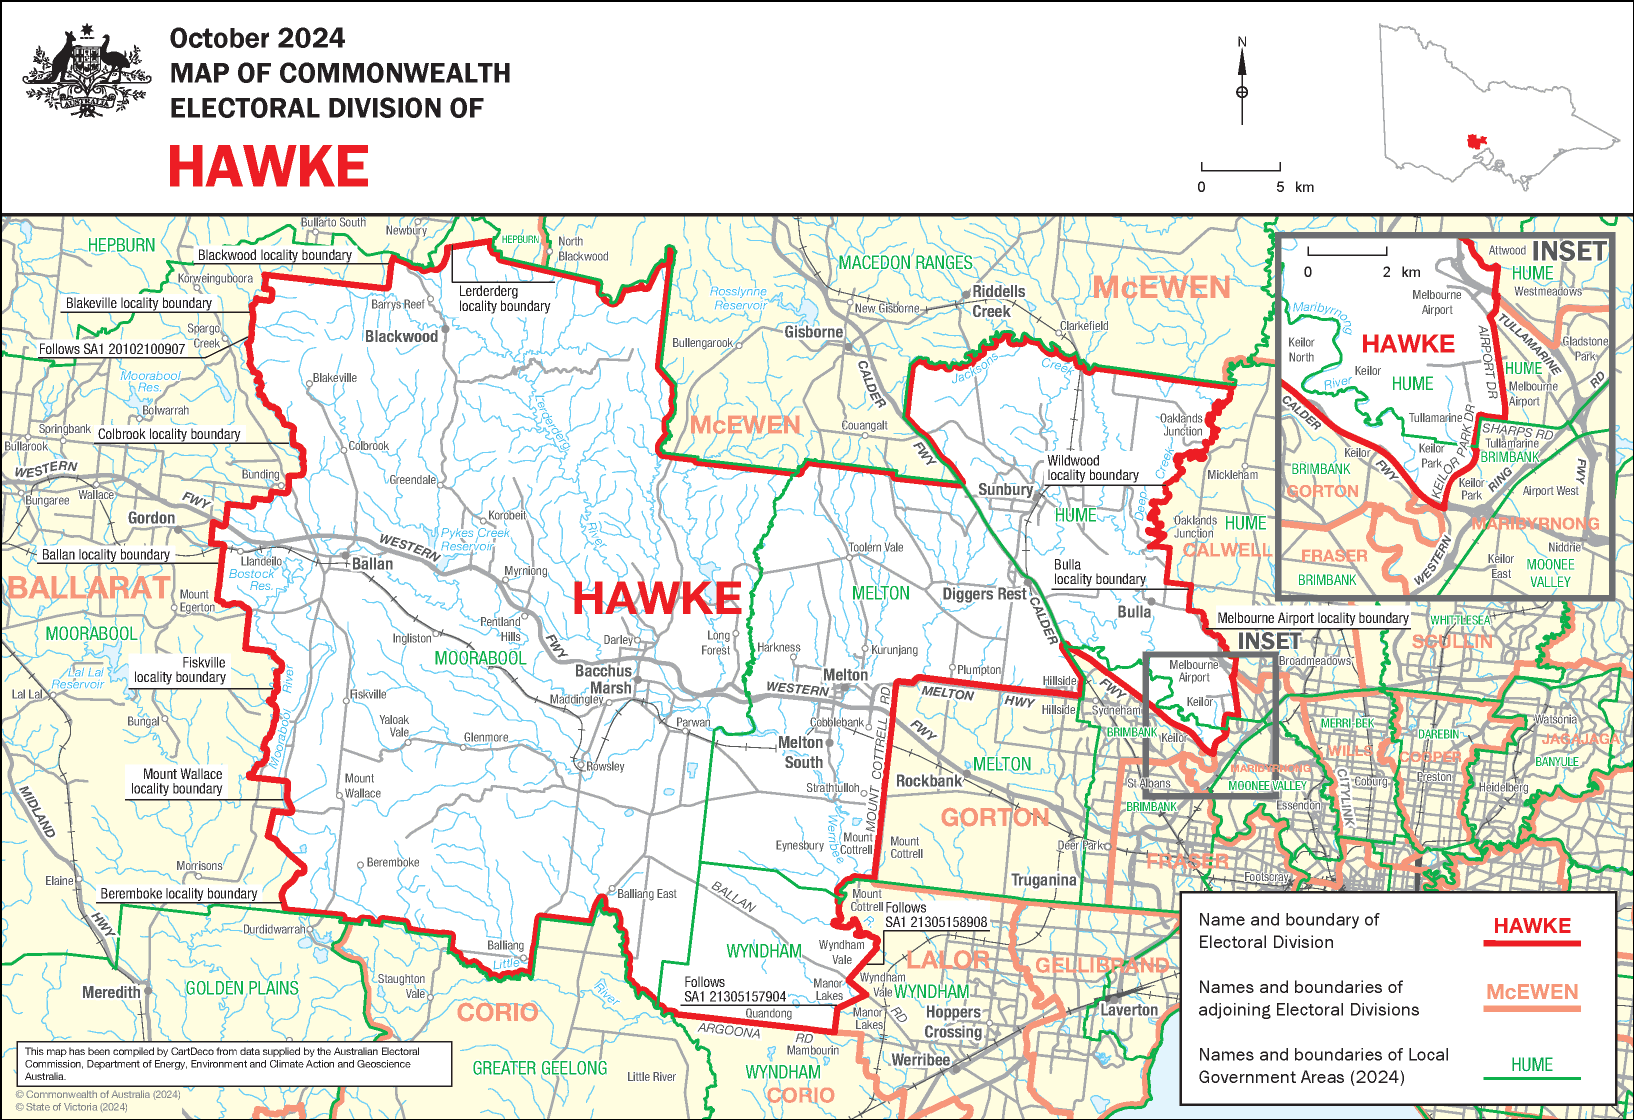 October 2024
MAP OF COMMONWEALTH
ELECTORAL DIVISION OF
HAWKE
AUSTRALIA
N
0 5 km
HEPBURN
Bullarto South
Newbury
HEPBURN
North
Blackwood
Blackwood locality boundary
Korweinguboora
Blakeville locality boundary
Barrys Reef
Lerderderg
locality boundary
Blackwood
Spargo
Creek
Follows SA1 20102100907
Moorabool
Res.
Blakeville
Bolwarrah
Springbank
Bullarook
Colbrook locality boundary
Colbrook
Lerderderg
River
WESTERN
FWY
Bunding
Greendale
Bungaree
Wallace
Gordon
Korobeit
Pykes Creek
Reservoir
WESTERN
FWY
Ballan locality boundary
Llandeilo
Ballan
Bostock
Res.
Myrniong
BALLARAT
Mount
Egerton
MOORABOOL
Pentland
Hills
Ingliston
MOORABOOL
Darley
Long
Forest
HAWKE
Lal Lal
Reservoir
Lal Lal
Fiskville
locality boundary
Fiskville
Bacchus
Marsh
Maddingley
Parwan
Bungal
Moorabool
River
Yaloak
Vale
Glenmore
Rowsley
Mount Wallace
locality boundary
Mount
Wallace
MIDLAND
HWY
Morrisons
Elaine
Beremboke
Beremboke locality boundary
Durdidwarrah
Meredith
GOLDEN PLAINS
Staughton
Vale
Balliang
Little
River
Balliang East
CORIO
GREATER GEELONG
Little River
MACEDON RANGES
Rosslynne
Reservoir
New Gisborne
Riddells
Creek
Gisborne
Bullengarook
Clarkefield
McEWEN
CALDER
FWY
Jacksons
Creek
McEWEN
Couangalt
Oaklands
Junction
Wildwood
locality boundary
Sunbury
HUME
Deep
Creek
Mickleham
Oaklands
Junction
HUME
CALWELL
Toolern Vale
Bulla
locality boundary
MELTON
Diggers Rest
CALDER
FWY
Bulla
Melbourne Airport locality boundary
Harkness
Kurunjang
Plumpton
Hillside
Hillside
Melton
WESTERN
FWY
MELTON
HWY
Cobblebank
Melton
South
MOUNT COTTRELL RD
Sydenham
BRIMBANK
Keilor
Rockbank
MELTON
Strathtulloh
Werribee
R.
St Albans
GORTON
BRIMBANK
Mount
Cottrell
Mount
Cottrell
Eynesbury
Deer Park
FRASER
Truganina
Footscray
BALLAN
RD
Mount
Cottrell
Follows
SA1 21305158908
WYNDHAM
Wyndham
Vale
LALOR
GELLIBRAND
Follows
SA1 21305157904
Manor
Lakes
Wyndham
Vale
WYNDHAM
Quandong
Manor
Lakes
Hoppers
Crossing
Laverton
ARGOONA RD
Mambourin
Werribee
WYNDHAM
CORIO
INSET
Melbourne
Airport
Keilor
Broadmeadows
WHITTLESEA
SCULLIN
MERRI-BEK
WILLS
DAREBIN
COOPER
Watsonia
JAGAJAGA
BANYULE
Coburg
Preston
Heidelberg
MARIBYRNONG
MOONEE VALLEY
Essendon
CITYLINK
INSET
0 2 km
Attwood
HUME
Westmeadows
Melbourne
Airport
Maribyrnong
River
Keilor
North
HAWKE
Keilor
HUME
AIRPORT DR
TULLAMARINE
FWY
Gladstone
Park
HUME
Melbourne
Airport
Tullamarine
SHARPS RD
Tullamarine
BRIMBANK
CALDER
FWY
Keilor
Keilor
Park
KEILOR PARK DR
Keilor
Park
BRIMBANK
GORTON
Airport West
WESTERN
RING
RD
MARIBYRNONG
Niddrie
FRASER
BRIMBANK
Keilor
East
MOONEE
VALLEY
Name and boundary of
Electoral Division
HAWKE
Names and boundaries of
adjoining Electoral Divisions
McEWEN
Names and boundaries of Local
Government Areas (2024)
HUME
This map has been compiled by CartDeco from data supplied by the Australian Electoral
Commission, Department of Energy, Environment and Climate Action and Geoscience
Australia.
© Commonwealth of Australia (2024)
© State of Victoria (2024)